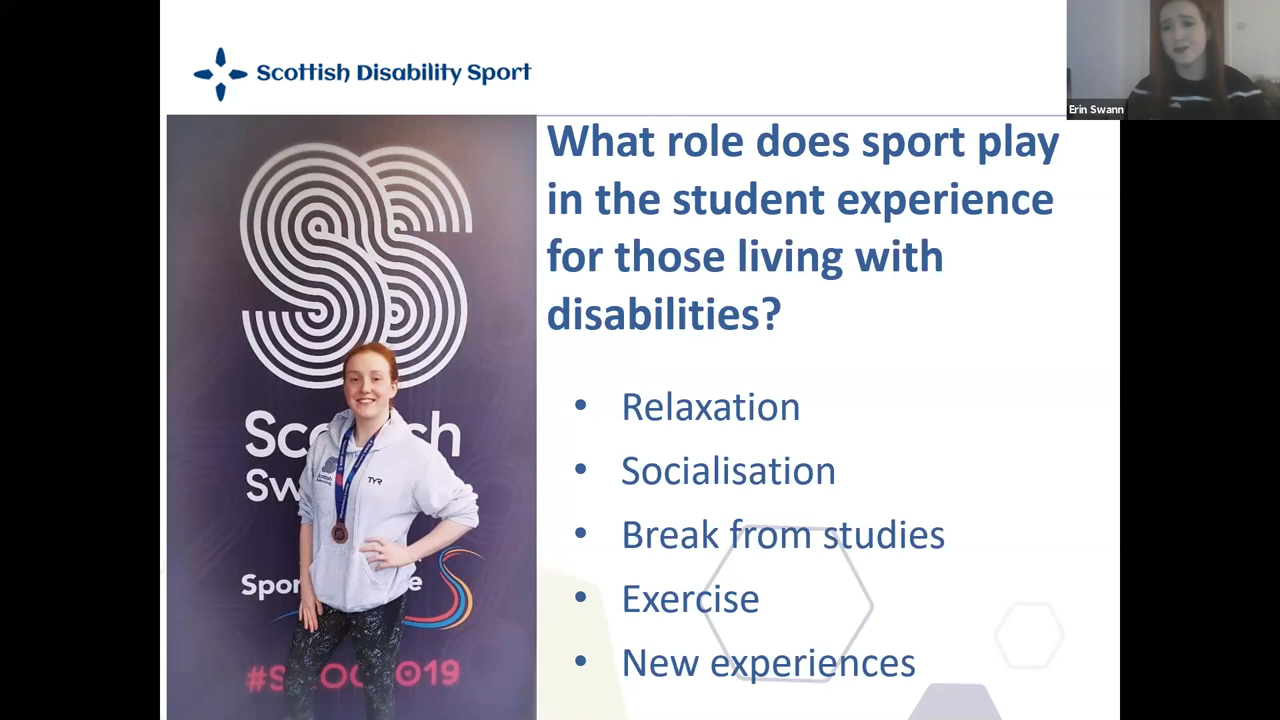 Scottish Disability Sport
Erin Swann
What role does sport play
in the student experience
for those living with
disabilities?
• Relaxation
• Socialisation
• Break from studies
• Exercise
• New experiences
TYR